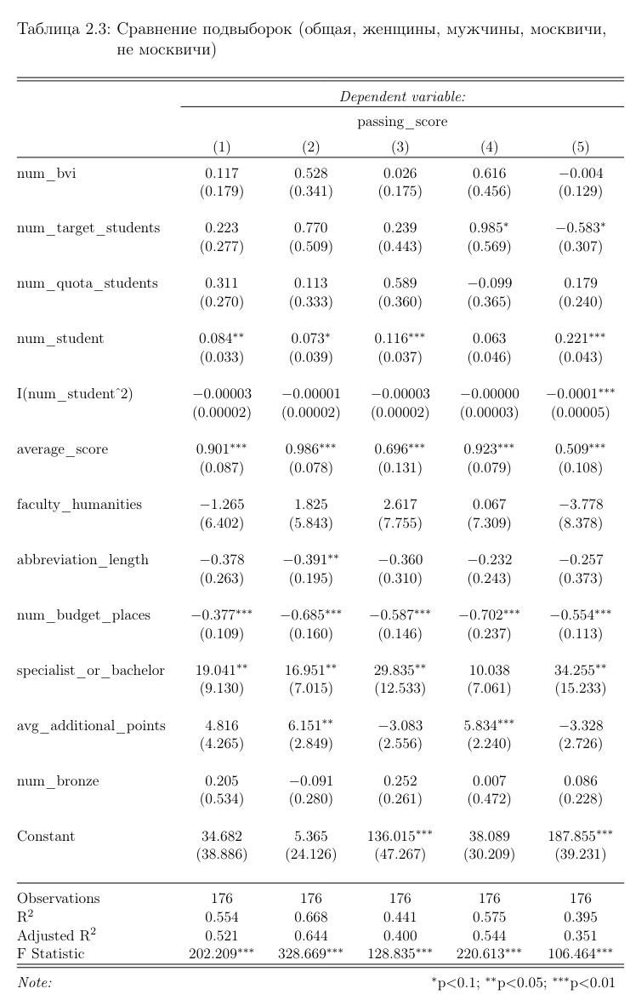 Таблица 2.3: Сравнение подвыборок (общая, женщины, мужчины, москвичи,
не москвичи)
Dependent variable:
passing_score
(1) (2) (3) (4) (5)
num_bvi 0.117 0.528 0.026 0.616 −0.004
(0.179) (0.341) (0.175) (0.456) (0.129)
num_target_students 0.223 0.770 0.239 0.985* −0.583*
(0.277) (0.509) (0.443) (0.569) (0.307)
num_quota_students 0.311 0.113 0.589 −0.099 0.179
(0.270) (0.333) (0.360) (0.365) (0.240)
num_student 0.084** 0.073* 0.116*** 0.063 0.221***
(0.033) (0.039) (0.037) (0.046) (0.043)
I(num_student^2) −0.00003 −0.00001 −0.00003 −0.00000 −0.0001***
(0.00002) (0.00002) (0.00002) (0.00003) (0.00005)
average_score 0.901*** 0.986*** 0.696*** 0.923*** 0.509***
(0.087) (0.078) (0.131) (0.079) (0.108)
faculty_humanities −1.265 1.825 2.617 0.067 −3.778
(6.402) (5.843) (7.755) (7.309) (8.378)
abbreviation_length −0.378 −0.391** −0.360 −0.232 −0.257
(0.263) (0.195) (0.310) (0.243) (0.373)
num_budget_places −0.377*** −0.685*** −0.587*** −0.702*** −0.554***
(0.109) (0.160) (0.146) (0.237) (0.113)
specialist_or_bachelor 19.041** 16.951** 29.835** 10.038 34.255**
(9.130) (7.015) (12.533) (7.061) (15.233)
avg_additional_points 4.816 6.151** −3.083 5.834*** −3.328
(4.265) (2.849) (2.556) (2.240) (2.726)
num_bronze 0.205 −0.091 0.252 0.007 0.086
(0.534) (0.280) (0.261) (0.472) (0.228)
Constant 34.682 5.365 136.015*** 38.089 187.855***
(38.886) (24.126) (47.267) (30.209) (39.231)
Observations 176 176 176 176 176
R² 0.554 0.668 0.441 0.575 0.395
Adjusted R² 0.521 0.644 0.400 0.544 0.351
F Statistic 202.209*** 328.669*** 128.835*** 220.613*** 106.464***
Note: *p<0.1; **p<0.05; ***p<0.01